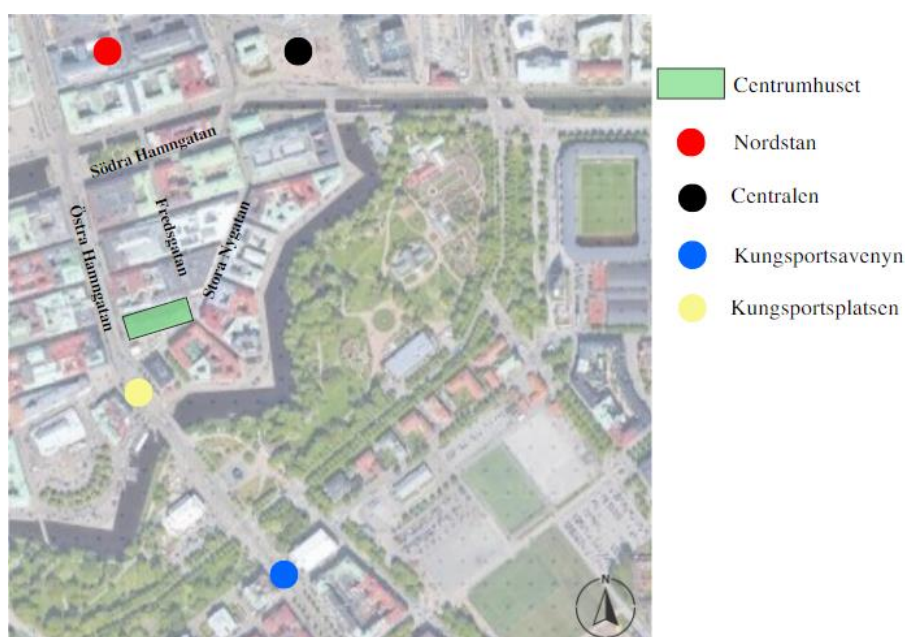 Södra Hamngatan
Östra Hamngatan
Fredsgatan
Stora Nygatan
N
Centrumhuset
Nordstan
Centralen
Kungsportsavenyn
Kungsportsplatsen